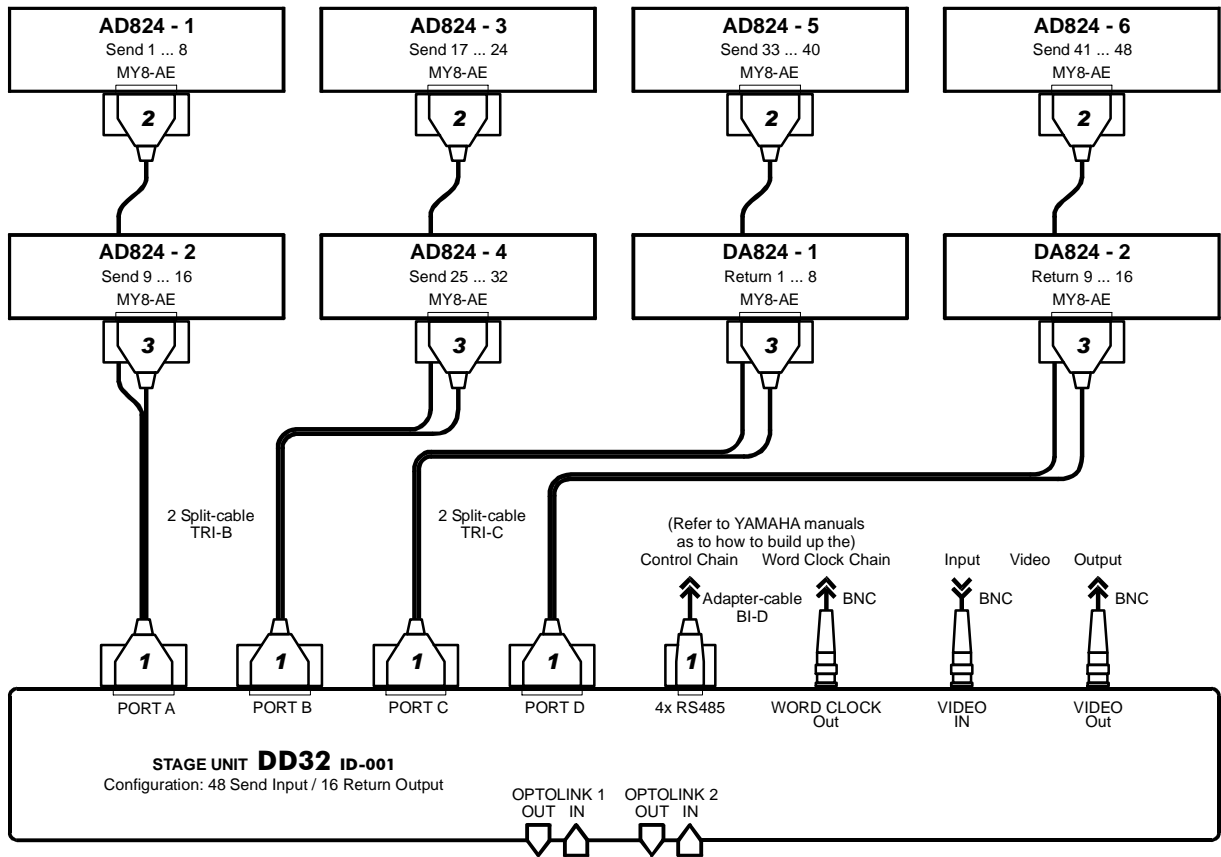 AD824 - 1
Send 1 ... 8
MY8-AE
2
AD824 - 3
Send 17 ... 24
MY8-AE
2
AD824 - 5
Send 33 ... 40
MY8-AE
2
AD824 - 6
Send 41 ... 48
MY8-AE
2
AD824 - 2
Send 9 ... 16
MY8-AE
3
AD824 - 4
Send 25 ... 32
MY8-AE
3
DA824 - 1
Return 1 ... 8
MY8-AE
3
DA824 - 2
Return 9 ... 16
MY8-AE
3
2 Split-cable
TRI-B
2 Split-cable
TRI-C
(Refer to YAMAHA manuals
as to how to build up the)
Control Chain
Word Clock Chain
Input
Video
Output
Adapter-cable
BI-D
BNC
BNC
BNC
1
1
1
1
1
PORT A
PORT B
PORT C
PORT D
4x RS485
WORD CLOCK
Out
VIDEO
IN
VIDEO
Out
STAGE UNIT DD32 ID-001
Configuration: 48 Send Input / 16 Return Output
OPTOLINK 1
OUT IN
OPTOLINK 2
OUT IN